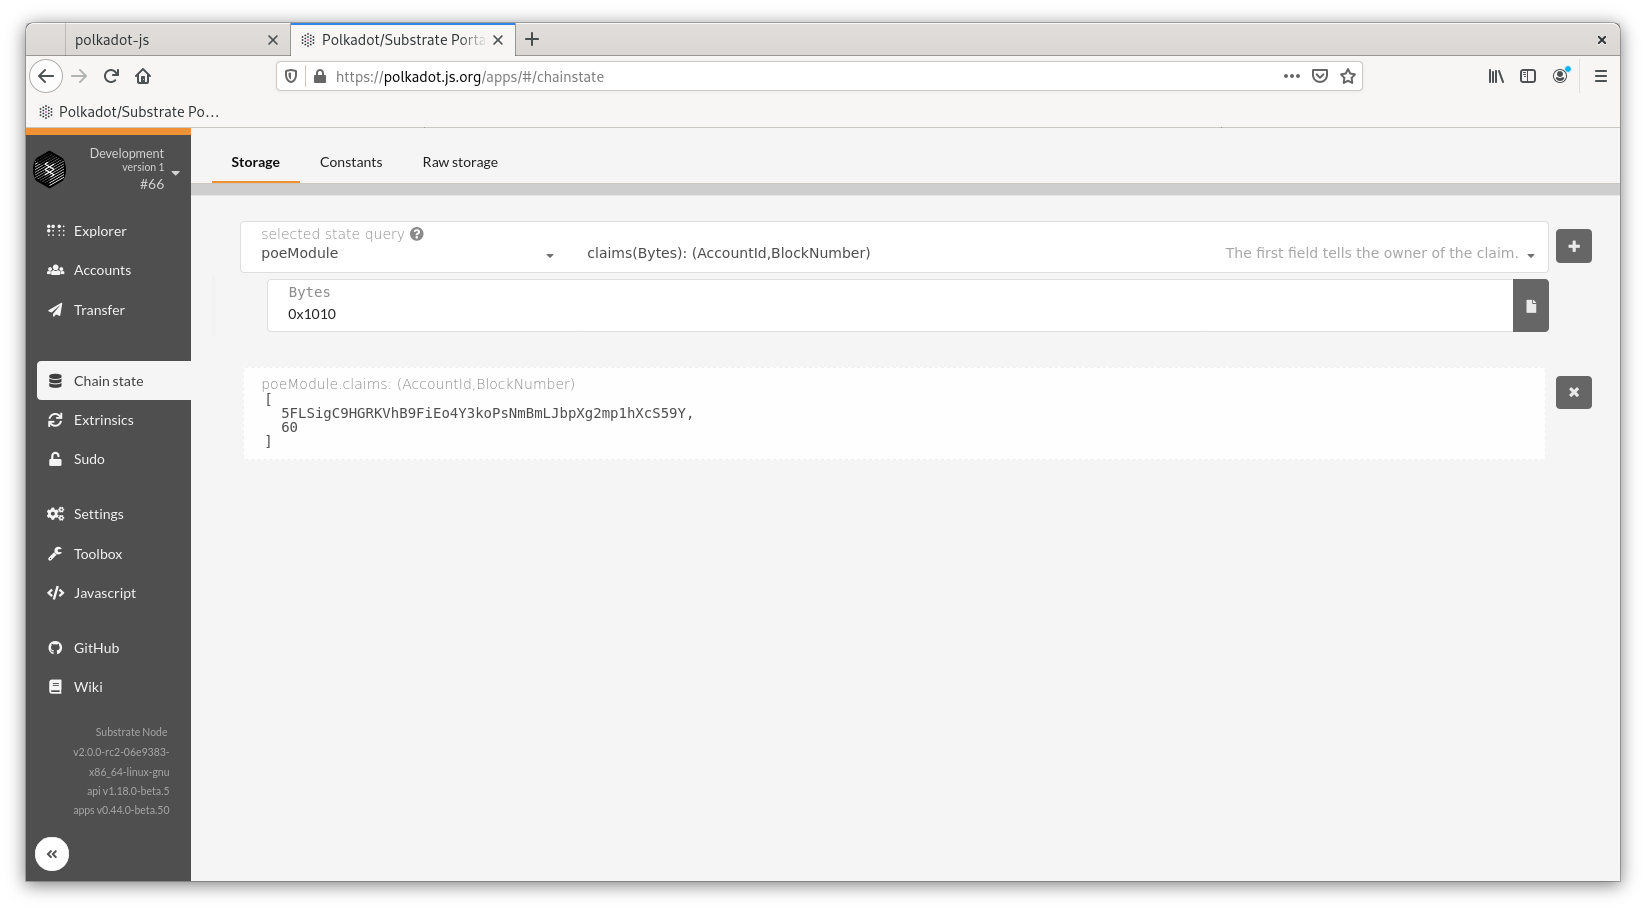 polkadot-js
Polkadot/Substrate Porta
https://polkadot.js.org/apps/#/chainstate
Polkadot/Substrate Po…
Development
version 1
#66
Explorer
Accounts
Transfer
Chain state
Extrinsics
Sudo
Settings
Toolbox
Javascript
GitHub
Wiki
Substrate Node
v2.0.0-rc2-06e9383-
x86_64-linux-gnu
api v1.18.0-beta.5
apps v0.44.0-beta.50
Storage Constants Raw storage
selected state query
poeModule claims(Bytes): (AccountId,BlockNumber) The first field tells the owner of the claim.
Bytes
0x1010
poeModule.claims: (AccountId,BlockNumber)
[
5FLSigC9HGRKVhB9FiEo4Y3koPsNmBmLJbpXg2mp1hXcS59Y,
60
]